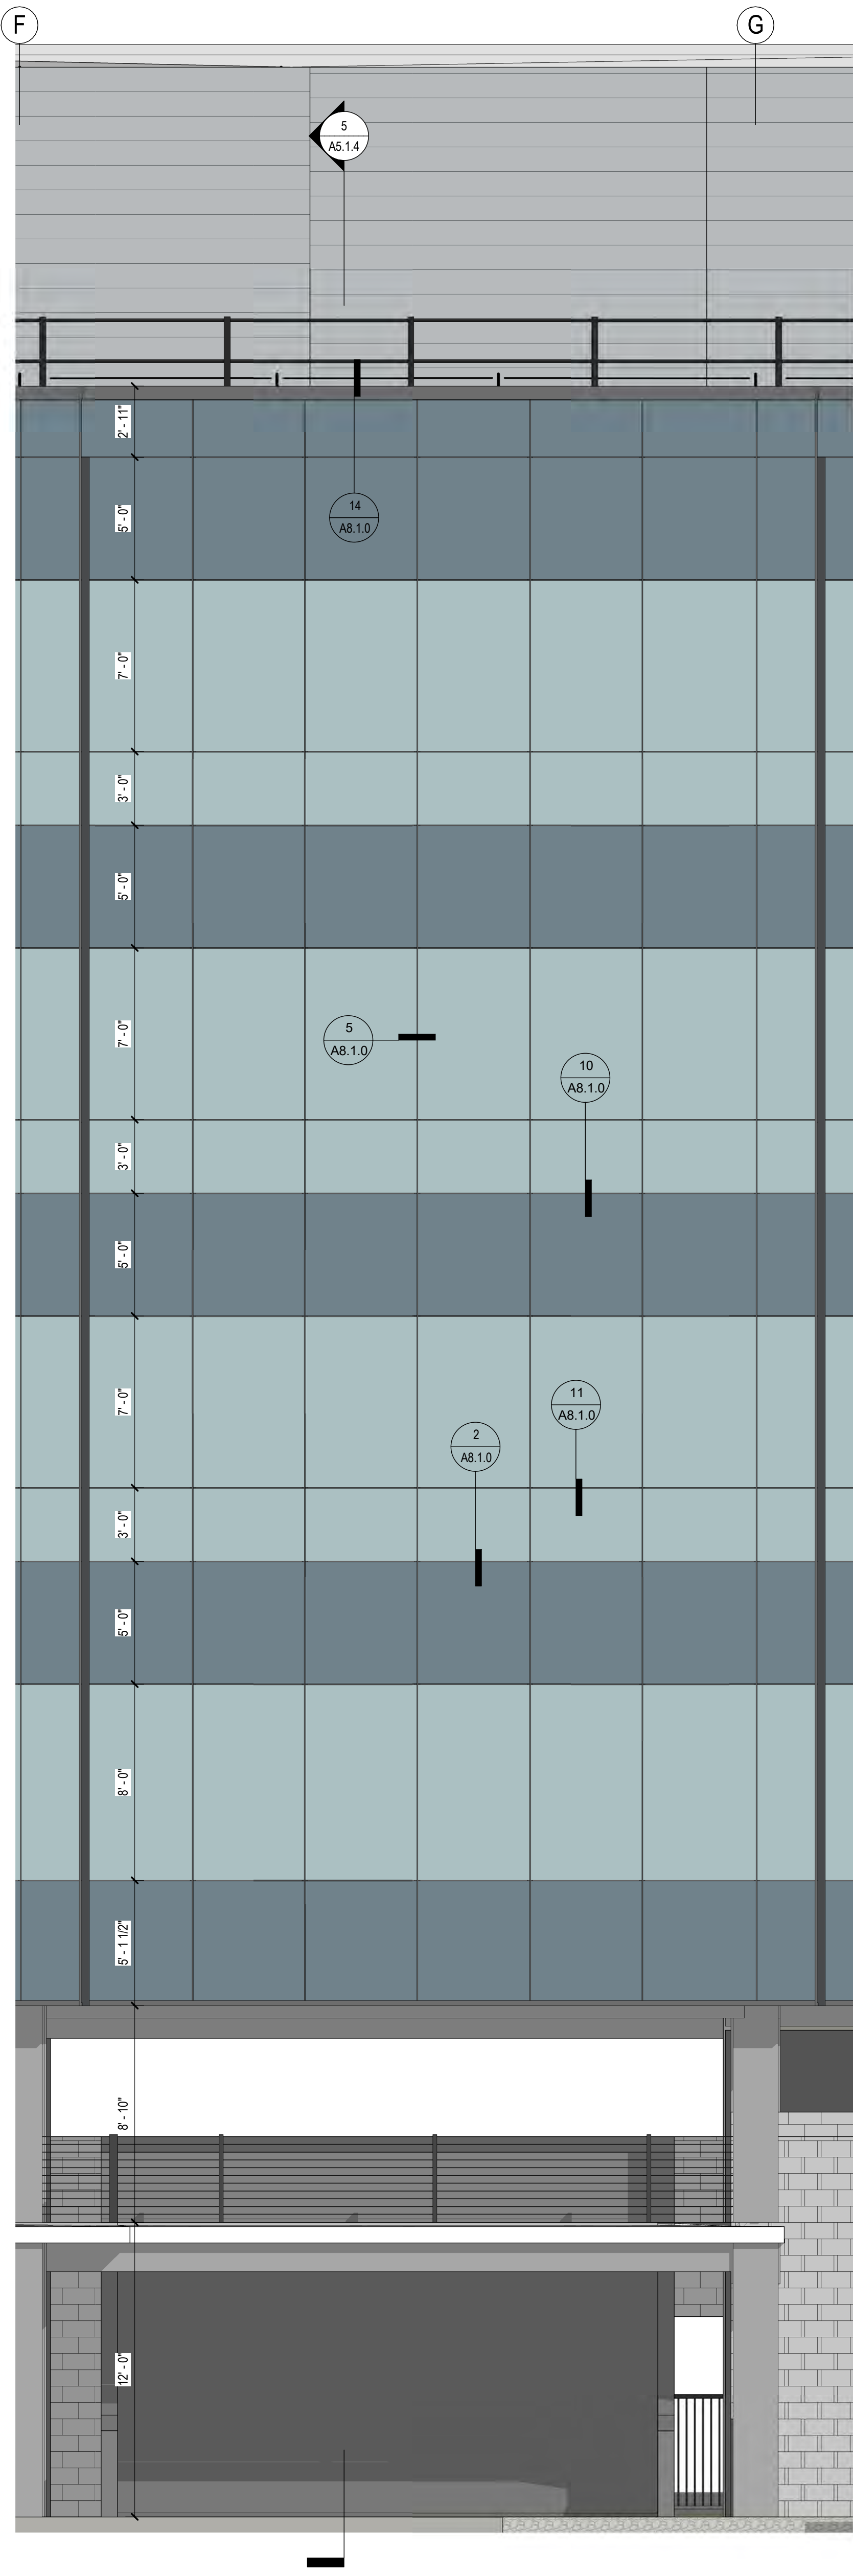 F
G
5
A5.1.4
2' - 11"
14
A8.1.0
5' - 0"
7' - 0"
3' - 0"
5' - 0"
5
A8.1.0
7' - 0"
10
A8.1.0
3' - 0"
5' - 0"
7' - 0"
11
A8.1.0
2
A8.1.0
3' - 0"
5' - 0"
8' - 0"
5' - 1 1/2"
8' - 10"
12' - 0"